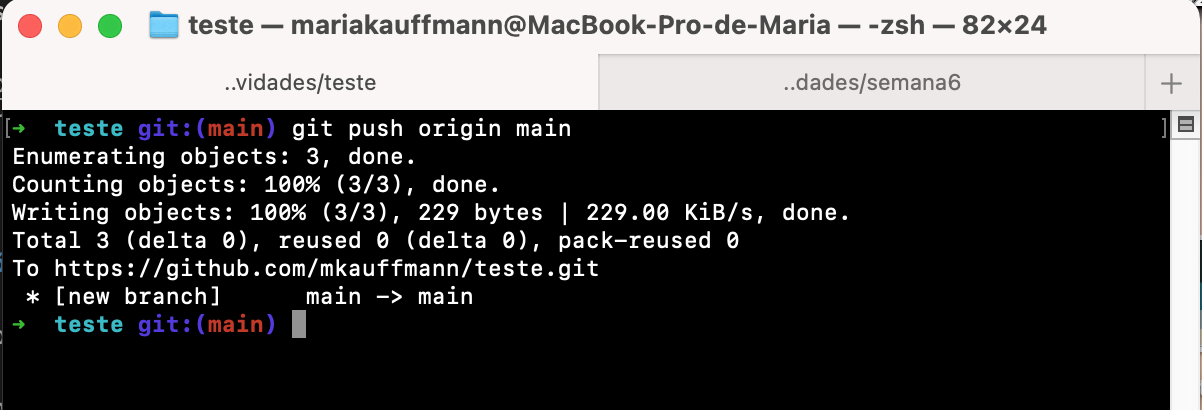 teste — mariakauffmann@MacBook-Pro-de-Maria — -zsh — 82×24
..vidades/teste ..dades/semana6 +
[➜  teste git:(main) git push origin main ]
Enumerating objects: 3, done.
Counting objects: 100% (3/3), done.
Writing objects: 100% (3/3), 229 bytes | 229.00 KiB/s, done.
Total 3 (delta 0), reused 0 (delta 0), pack-reused 0
To https://github.com/mkauffmann/teste.git
 * [new branch]      main -> main
➜  teste git:(main)